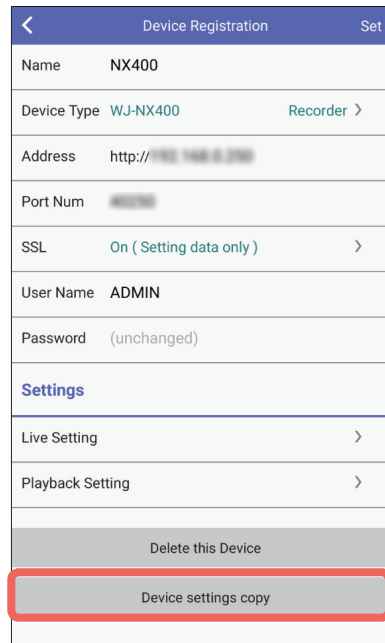 Device Registration Set
Name NX400
Device Type WJ-NX400 Recorder >
Address http://
Port Num
SSL On ( Setting data only ) >
User Name ADMIN
Password (unchanged)
Settings
Live Setting >
Playback Setting >
Delete this Device
Device settings copy